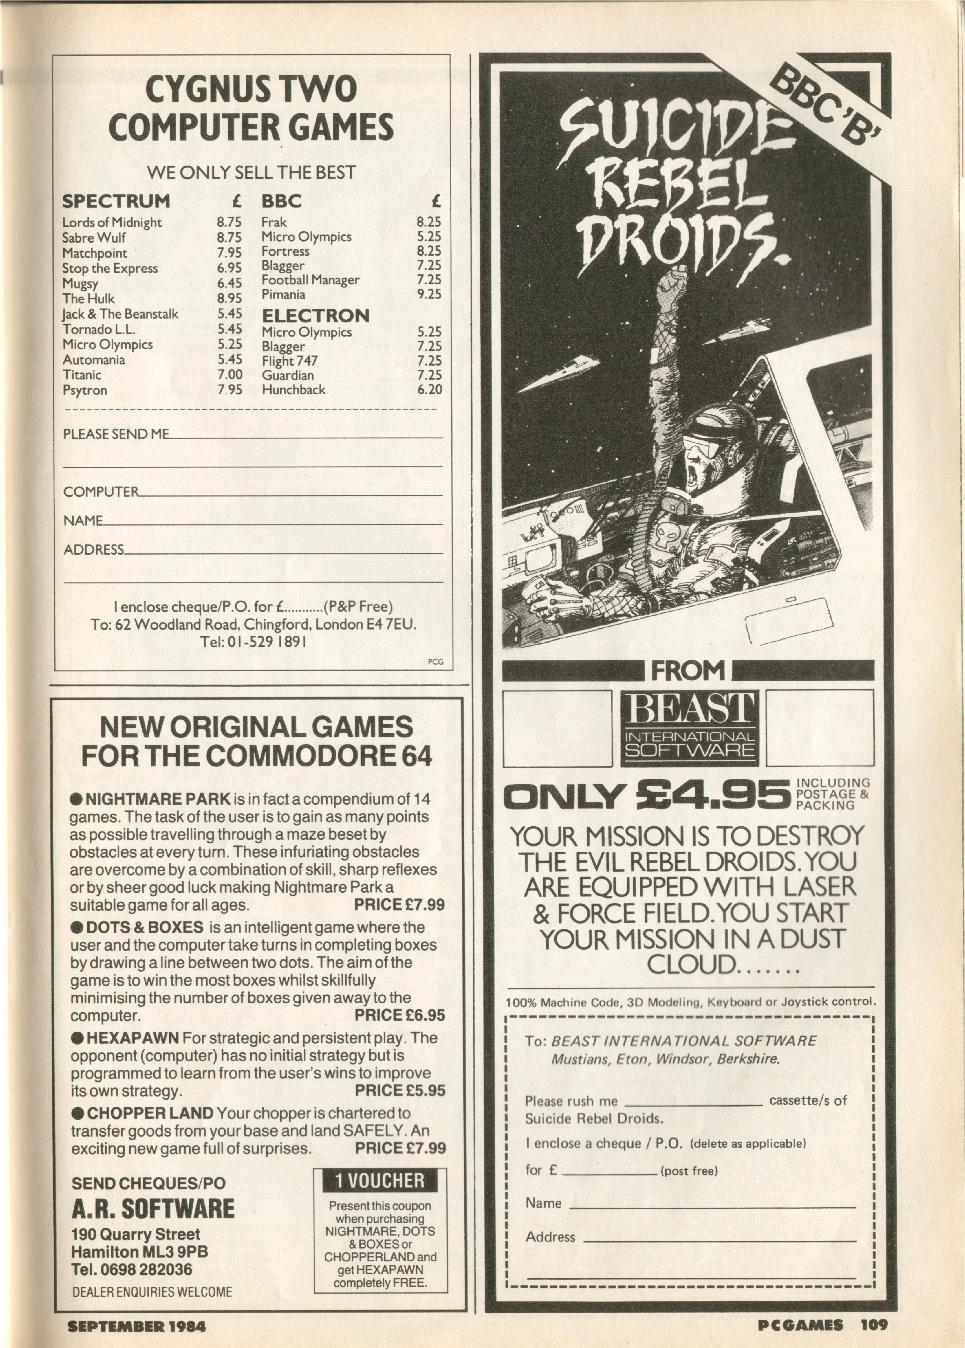 CYGNUS TWO
COMPUTER GAMES
WE ONLY SELL THE BEST
SPECTRUM £
Lords of Midnight 8.75
Sabre Wulf 8.75
Matchpoint 7.95
Stop the Express 6.95
Mugsy 6.45
The Hulk 8.95
Jack & The Beanstalk 5.45
Tornado L.L. 5.45
Micro Olympics 5.25
Automania 5.45
Titanic 7.00
Psytron 7.95
BBC £
Frak 8.25
Micro Olympics 5.25
Fortress 8.25
Blagger 7.25
Football Manager 7.25
Pimania 9.25
ELECTRON
Micro Olympics 5.25
Blagger 7.25
Flight 747 7.25
Guardian 7.25
Hunchback 6.20
PLEASE SEND ME
COMPUTER
NAME
ADDRESS
I enclose cheque/P.O. for £..........(P&P Free)
To: 62 Woodland Road, Chingford, London E4 7EU.
Tel: 01-529 1891
PCG
NEW ORIGINAL GAMES
FOR THE COMMODORE 64
● NIGHTMARE PARK is in fact a compendium of 14
games. The task of the user is to gain as many points
as possible travelling through a maze beset by
obstacles at every turn. These infuriating obstacles
are overcome by a combination of skill, sharp reflexes
or by sheer good luck making Nightmare Park a
suitable game for all ages. PRICE £7.99
● DOTS & BOXES is an intelligent game where the
user and the computer take turns in completing boxes
by drawing a line between two dots. The aim of the
game is to win the most boxes whilst skillfully
minimising the number of boxes given away to the
computer. PRICE £6.95
● HEXAPAWN For strategic and persistent play. The
opponent (computer) has no initial strategy but is
programmed to learn from the user's wins to improve
its own strategy. PRICE £5.95
● CHOPPER LAND Your chopper is chartered to
transfer goods from your base and land SAFELY. An
exciting new game full of surprises. PRICE £7.99
SEND CHEQUES/PO
A.R. SOFTWARE
190 Quarry Street
Hamilton ML3 9PB
Tel. 0698 282036
DEALER ENQUIRIES WELCOME
1 VOUCHER
Present this coupon
when purchasing
NIGHTMARE, DOTS
& BOXES or
CHOPPERLAND and
get HEXAPAWN
completely FREE.
BBC 'B'
SUICIDE
REBEL
DROIDS.
FROM
BEAST
INTERNATIONAL
SOFTWARE
ONLY £4.95 INCLUDING
POSTAGE &
PACKING
YOUR MISSION IS TO DESTROY
THE EVIL REBEL DROIDS. YOU
ARE EQUIPPED WITH LASER
& FORCE FIELD. YOU START
YOUR MISSION IN A DUST
CLOUD.......
100% Machine Code, 3D Modeling, Keyboard or Joystick control.
To: BEAST INTERNATIONAL SOFTWARE
Mustians, Eton, Windsor, Berkshire.
Please rush me cassette/s of
Suicide Rebel Droids.
I enclose a cheque / P.O. (delete as applicable)
for £ (post free)
Name
Address
SEPTEMBER 1984
PCGAMES 109